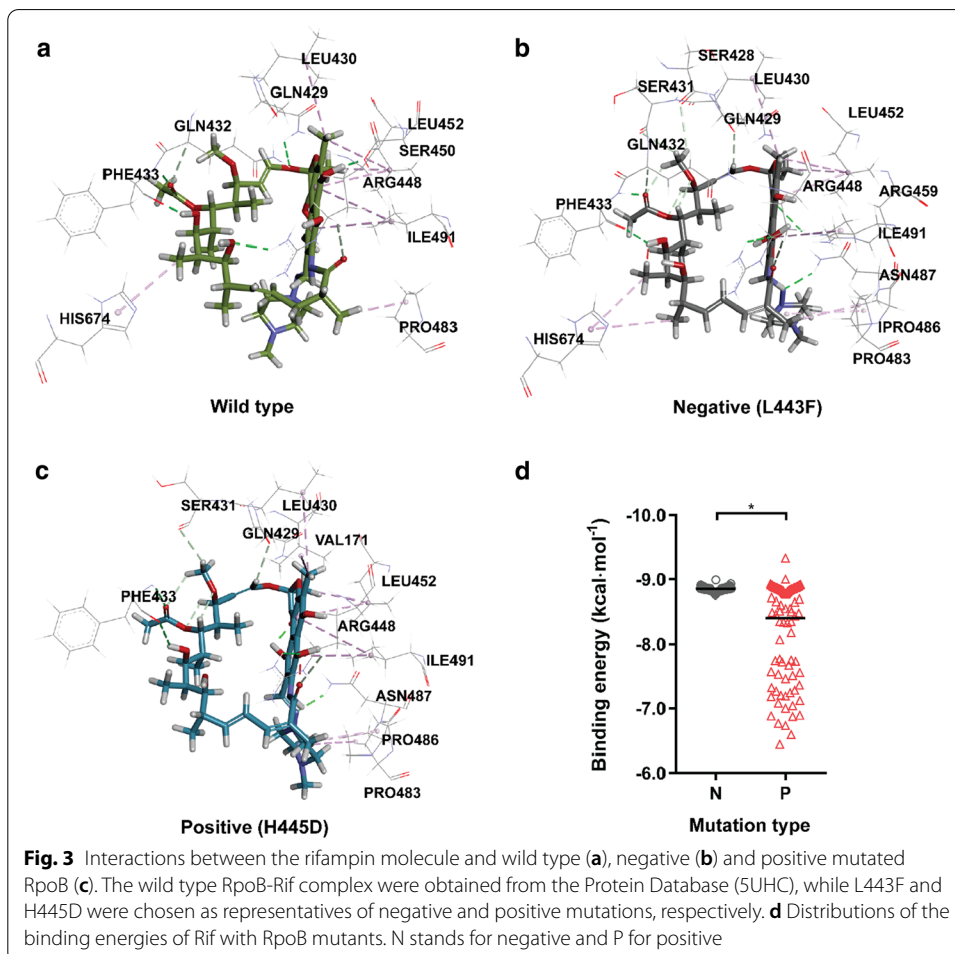 a
LEU430
GLN429
LEU452
GLN432
SER450
PHE433
ARG448
ILE491
HIS674
PRO483
Wild type
b
SER428
SER431
LEU430
GLN429
LEU452
GLN432
ARG448
ARG459
PHE433
ILE491
ASN487
HIS674
IPRO486
PRO483
Negative (L443F)
c
SER431
LEU430
GLN429
VAL171
LEU452
PHE433
ARG448
ILE491
ASN487
PRO486
PRO483
Positive (H445D)
d
Binding energy (kcal·mol⁻¹)
-10.0
*
-9.0
-8.0
-7.0
-6.0
N P
Mutation type
Fig. 3 Interactions between the rifampin molecule and wild type (a), negative (b) and positive mutated
RpoB (c). The wild type RpoB-Rif complex were obtained from the Protein Database (5UHC), while L443F and
H445D were chosen as representatives of negative and positive mutations, respectively. d Distributions of the
binding energies of Rif with RpoB mutants. N stands for negative and P for positive